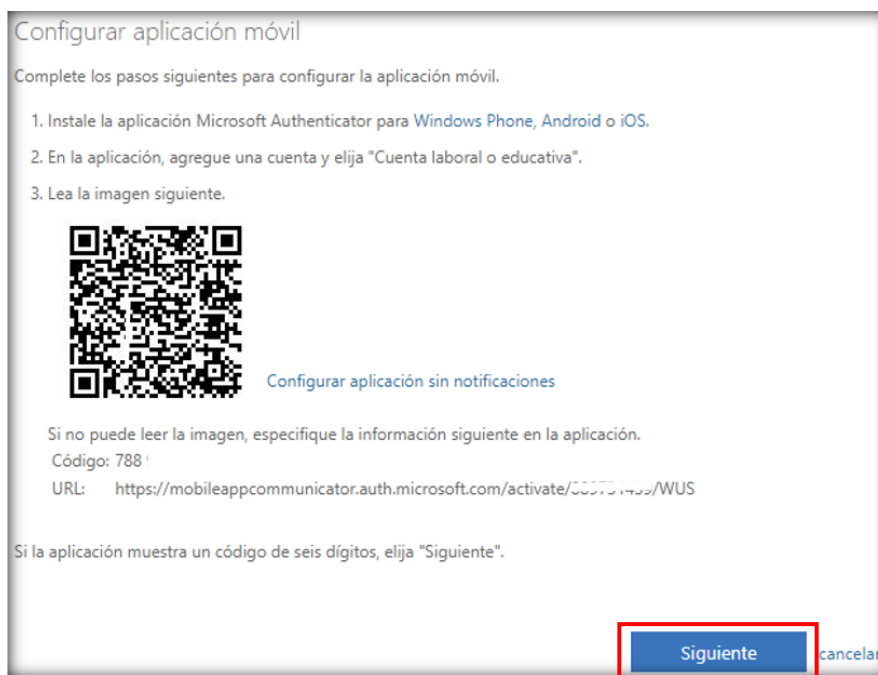 Configurar aplicación móvil
Complete los pasos siguientes para configurar la aplicación móvil.
1. Instale la aplicación Microsoft Authenticator para Windows Phone, Android o iOS.
2. En la aplicación, agregue una cuenta y elija "Cuenta laboral o educativa".
3. Lea la imagen siguiente.
Configurar aplicación sin notificaciones
Si no puede leer la imagen, especifique la información siguiente en la aplicación.
Código: 788
URL: https://mobileappcommunicator.auth.microsoft.com/activate/ /WUS
Si la aplicación muestra un código de seis dígitos, elija "Siguiente".
Siguiente cancelar